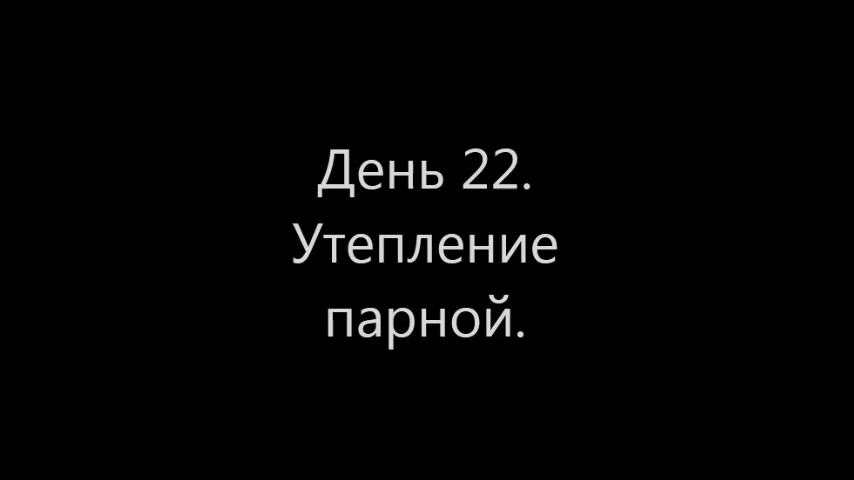 День 22.
Утепление
парной.